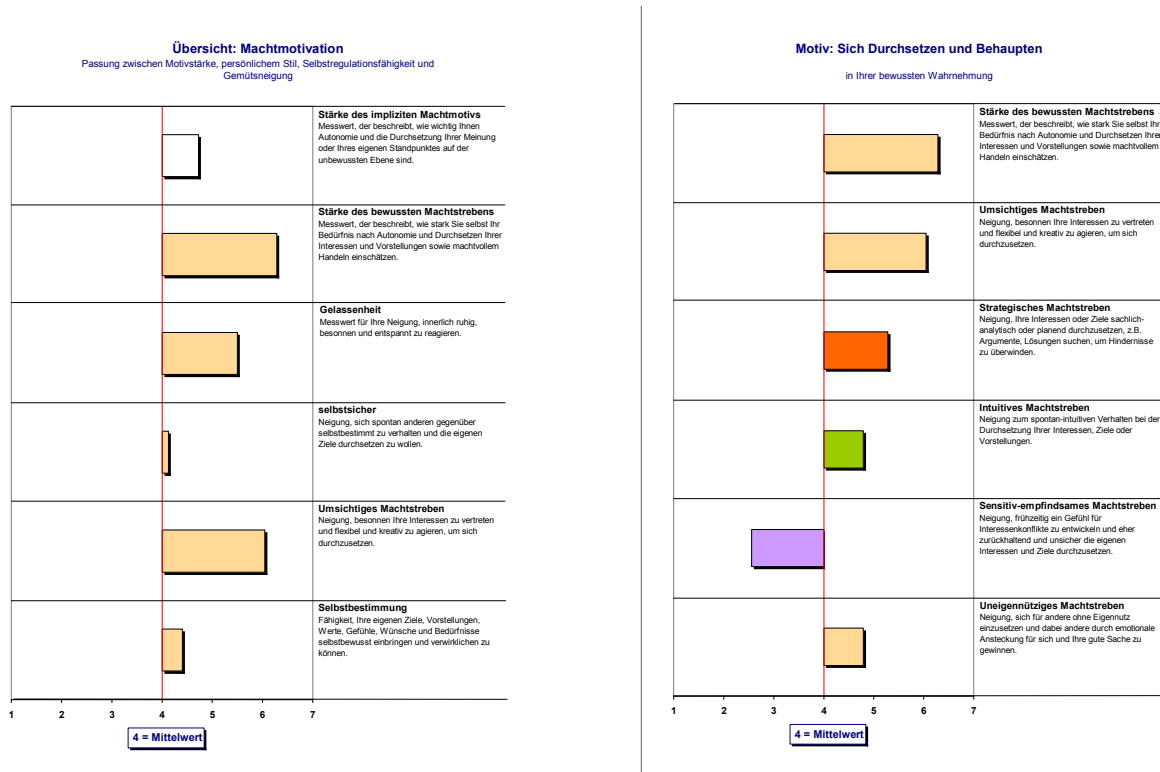 Übersicht: Machtmotivation
Passung zwischen Motivstärke, persönlichem Stil, Selbstregulationsfähigkeit und
Gemütsneigung
Stärke des impliziten Machtmotivs
Messwert, der beschreibt, wie wichtig Ihnen
Autonomie und die Durchsetzung Ihrer Meinung
oder Ihres eigenen Standpunktes auf der
unbewussten Ebene sind.
Stärke des bewussten Machtstrebens
Messwert, der beschreibt, wie stark Sie selbst Ihr
Bedürfnis nach Autonomie und Durchsetzen Ihrer
Interessen und Vorstellungen sowie machtvollem
Handeln einschätzen.
Gelassenheit
Messwert für Ihre Neigung, innerlich ruhig,
besonnen und entspannt zu reagieren.
selbstsicher
Neigung, sich spontan anderen gegenüber
selbstbestimmt zu verhalten und die eigenen
Ziele durchsetzen zu wollen.
Umsichtiges Machtstreben
Neigung, besonnen Ihre Interessen zu vertreten
und flexibel und kreativ zu agieren, um sich
durchzusetzen.
Selbstbestimmung
Fähigkeit, Ihre eigenen Ziele, Vorstellungen,
Werte, Gefühle, Wünsche und Bedürfnisse
selbstbewusst einbringen und verwirklichen zu
können.
1 2 3 4 5 6 7
4 = Mittelwert
Motiv: Sich Durchsetzen und Behaupten
in Ihrer bewussten Wahrnehmung
Stärke des bewussten Machtstrebens
Messwert, der beschreibt, wie stark Sie selbst Ihr
Bedürfnis nach Autonomie und Durchsetzen Ihrer
Interessen und Vorstellungen sowie machtvollem
Handeln einschätzen.
Umsichtiges Machtstreben
Neigung, besonnen Ihre Interessen zu vertreten
und flexibel und kreativ zu agieren, um sich
durchzusetzen.
Strategisches Machtstreben
Neigung, Ihre Interessen oder Ziele sachlich-
analytisch oder planend durchzusetzen, z.B.
Argumente, Lösungen suchen, um Hindernisse
zu überwinden.
Intuitives Machtstreben
Neigung zum spontan-intuitiven Verhalten bei der
Durchsetzung Ihrer Interessen, Ziele oder
Vorstellungen.
Sensitiv-empfindsames Machtstreben
Neigung, frühzeitig ein Gefühl für
Interessenkonflikte zu entwickeln und eher
zurückhaltend und unsicher die eigenen
Interessen und Ziele durchzusetzen.
Uneigennütziges Machtstreben
Neigung, sich für andere ohne Eigennutz
einzusetzen und dabei andere durch emotionale
Ansteckung für sich und Ihre gute Sache zu
gewinnen.
1 2 3 4 5 6 7
4 = Mittelwert